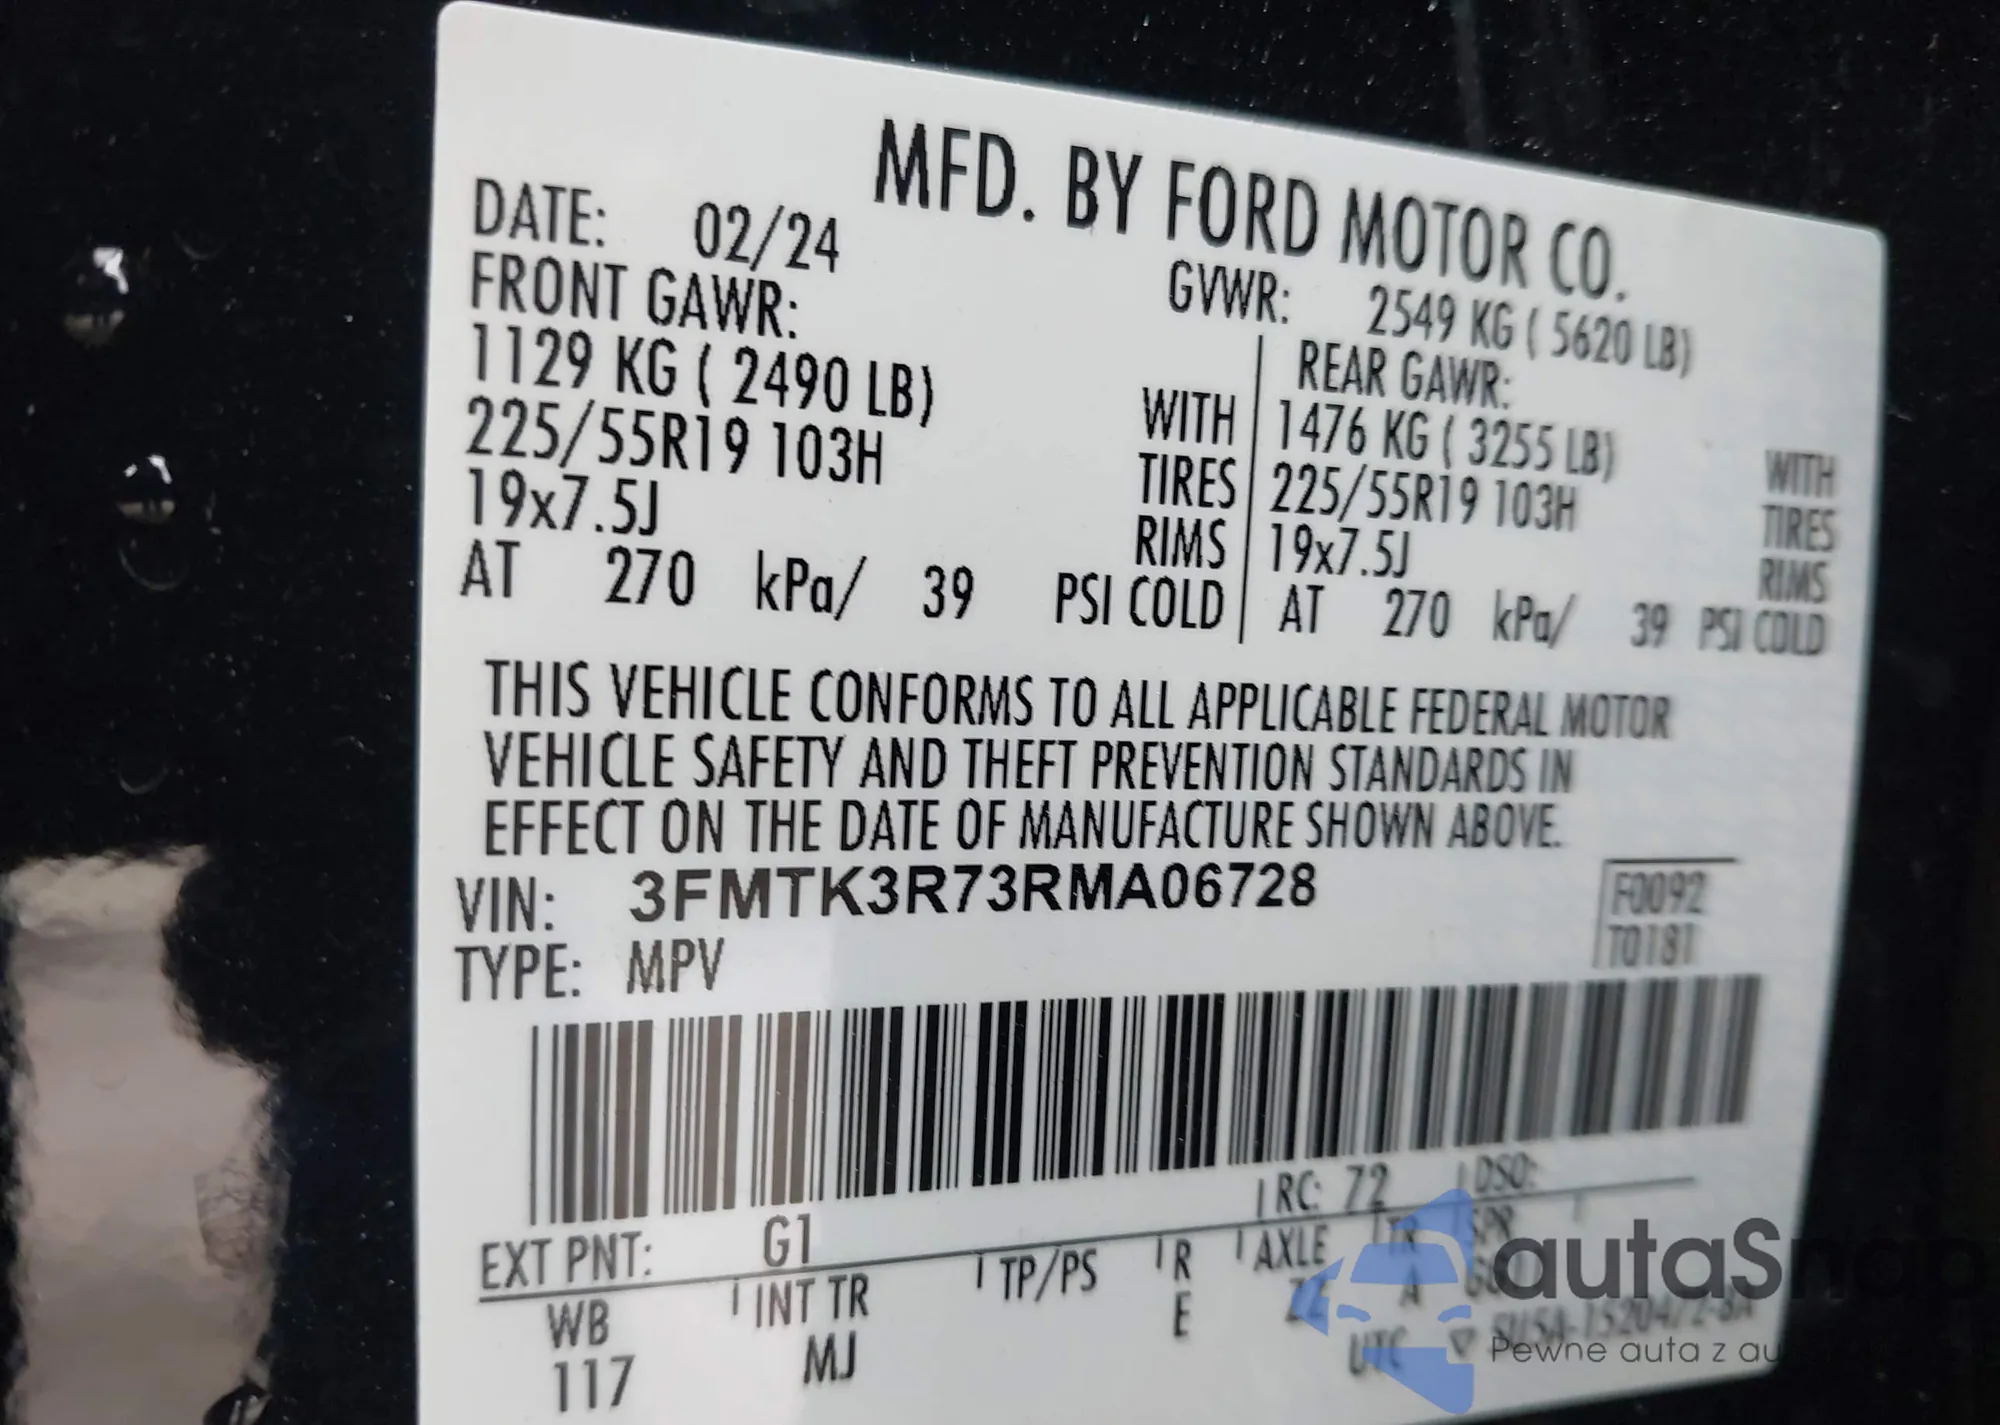 MFD. BY FORD MOTOR CO.
DATE: 02/24
GVWR: 2549 KG ( 5620 LB)
FRONT GAWR:
1129 KG ( 2490 LB) WITH
225/55R19 103H TIRES
19x7.5J RIMS
AT 270 kPa/ 39 PSI COLD
REAR GAWR:
1476 KG ( 3255 LB) WITH
225/55R19 103H TIRES
19x7.5J RIMS
AT 270 kPa/ 39 PSI COLD
THIS VEHICLE CONFORMS TO ALL APPLICABLE FEDERAL MOTOR
VEHICLE SAFETY AND THEFT PREVENTION STANDARDS IN
EFFECT ON THE DATE OF MANUFACTURE SHOWN ABOVE.
VIN: 3FMTK3R73RMA06728
TYPE: MPV
F0092
T0181
EXT PNT: G1 RC: 72 DSO:
WB INT TR TP/PS R AXLE TR SPR
117 MJ E ZZ A
UTC
autaSnap
Pewne auta z